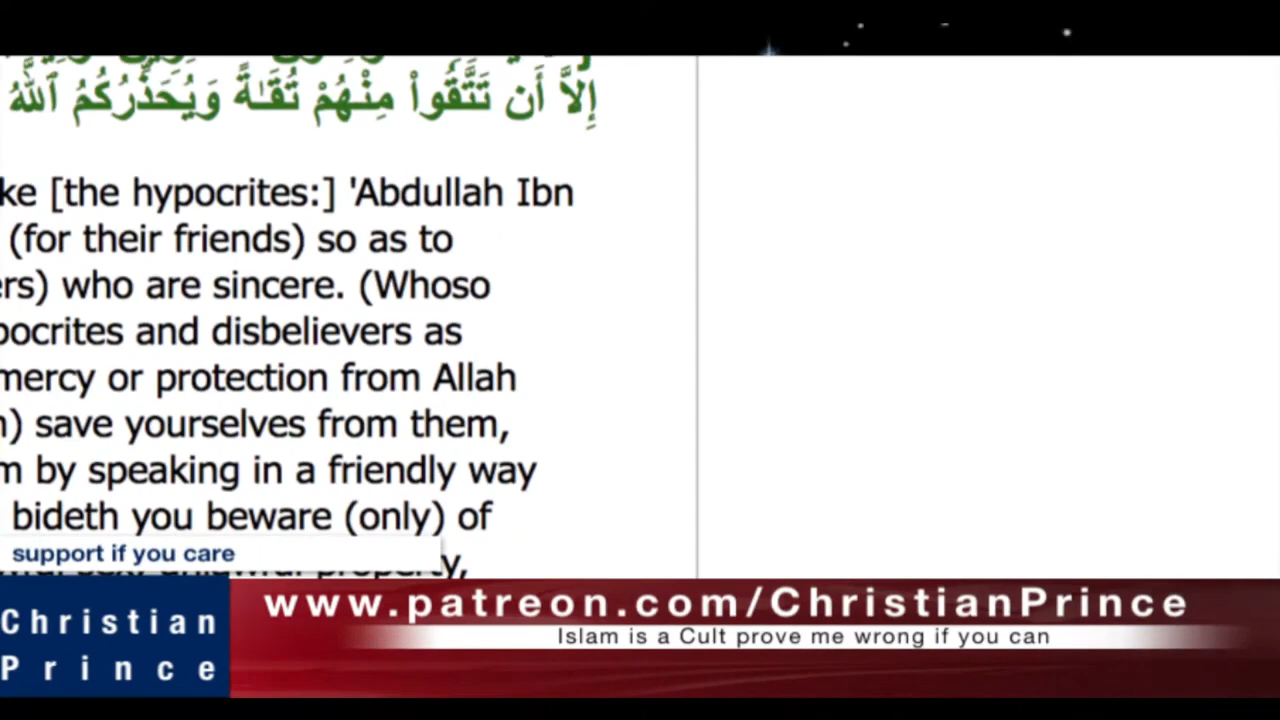 إِلاَّ أَن تَتَّقُواْ مِنْهُمْ تُقَـٰةً وَيُحَذِّرُكُمُ ٱللَّهُ
ke [the hypocrites:] 'Abdullah Ibn
(for their friends) so as to
ers) who are sincere. (Whoso
pocrites and disbelievers as
mercy or protection from Allah
n) save yourselves from them,
m by speaking in a friendly way
bideth you beware (only) of
unlawful property,
support if you care
Christian
Prince
www.patreon.com/ChristianPrince
Islam is a Cult prove me wrong if you can